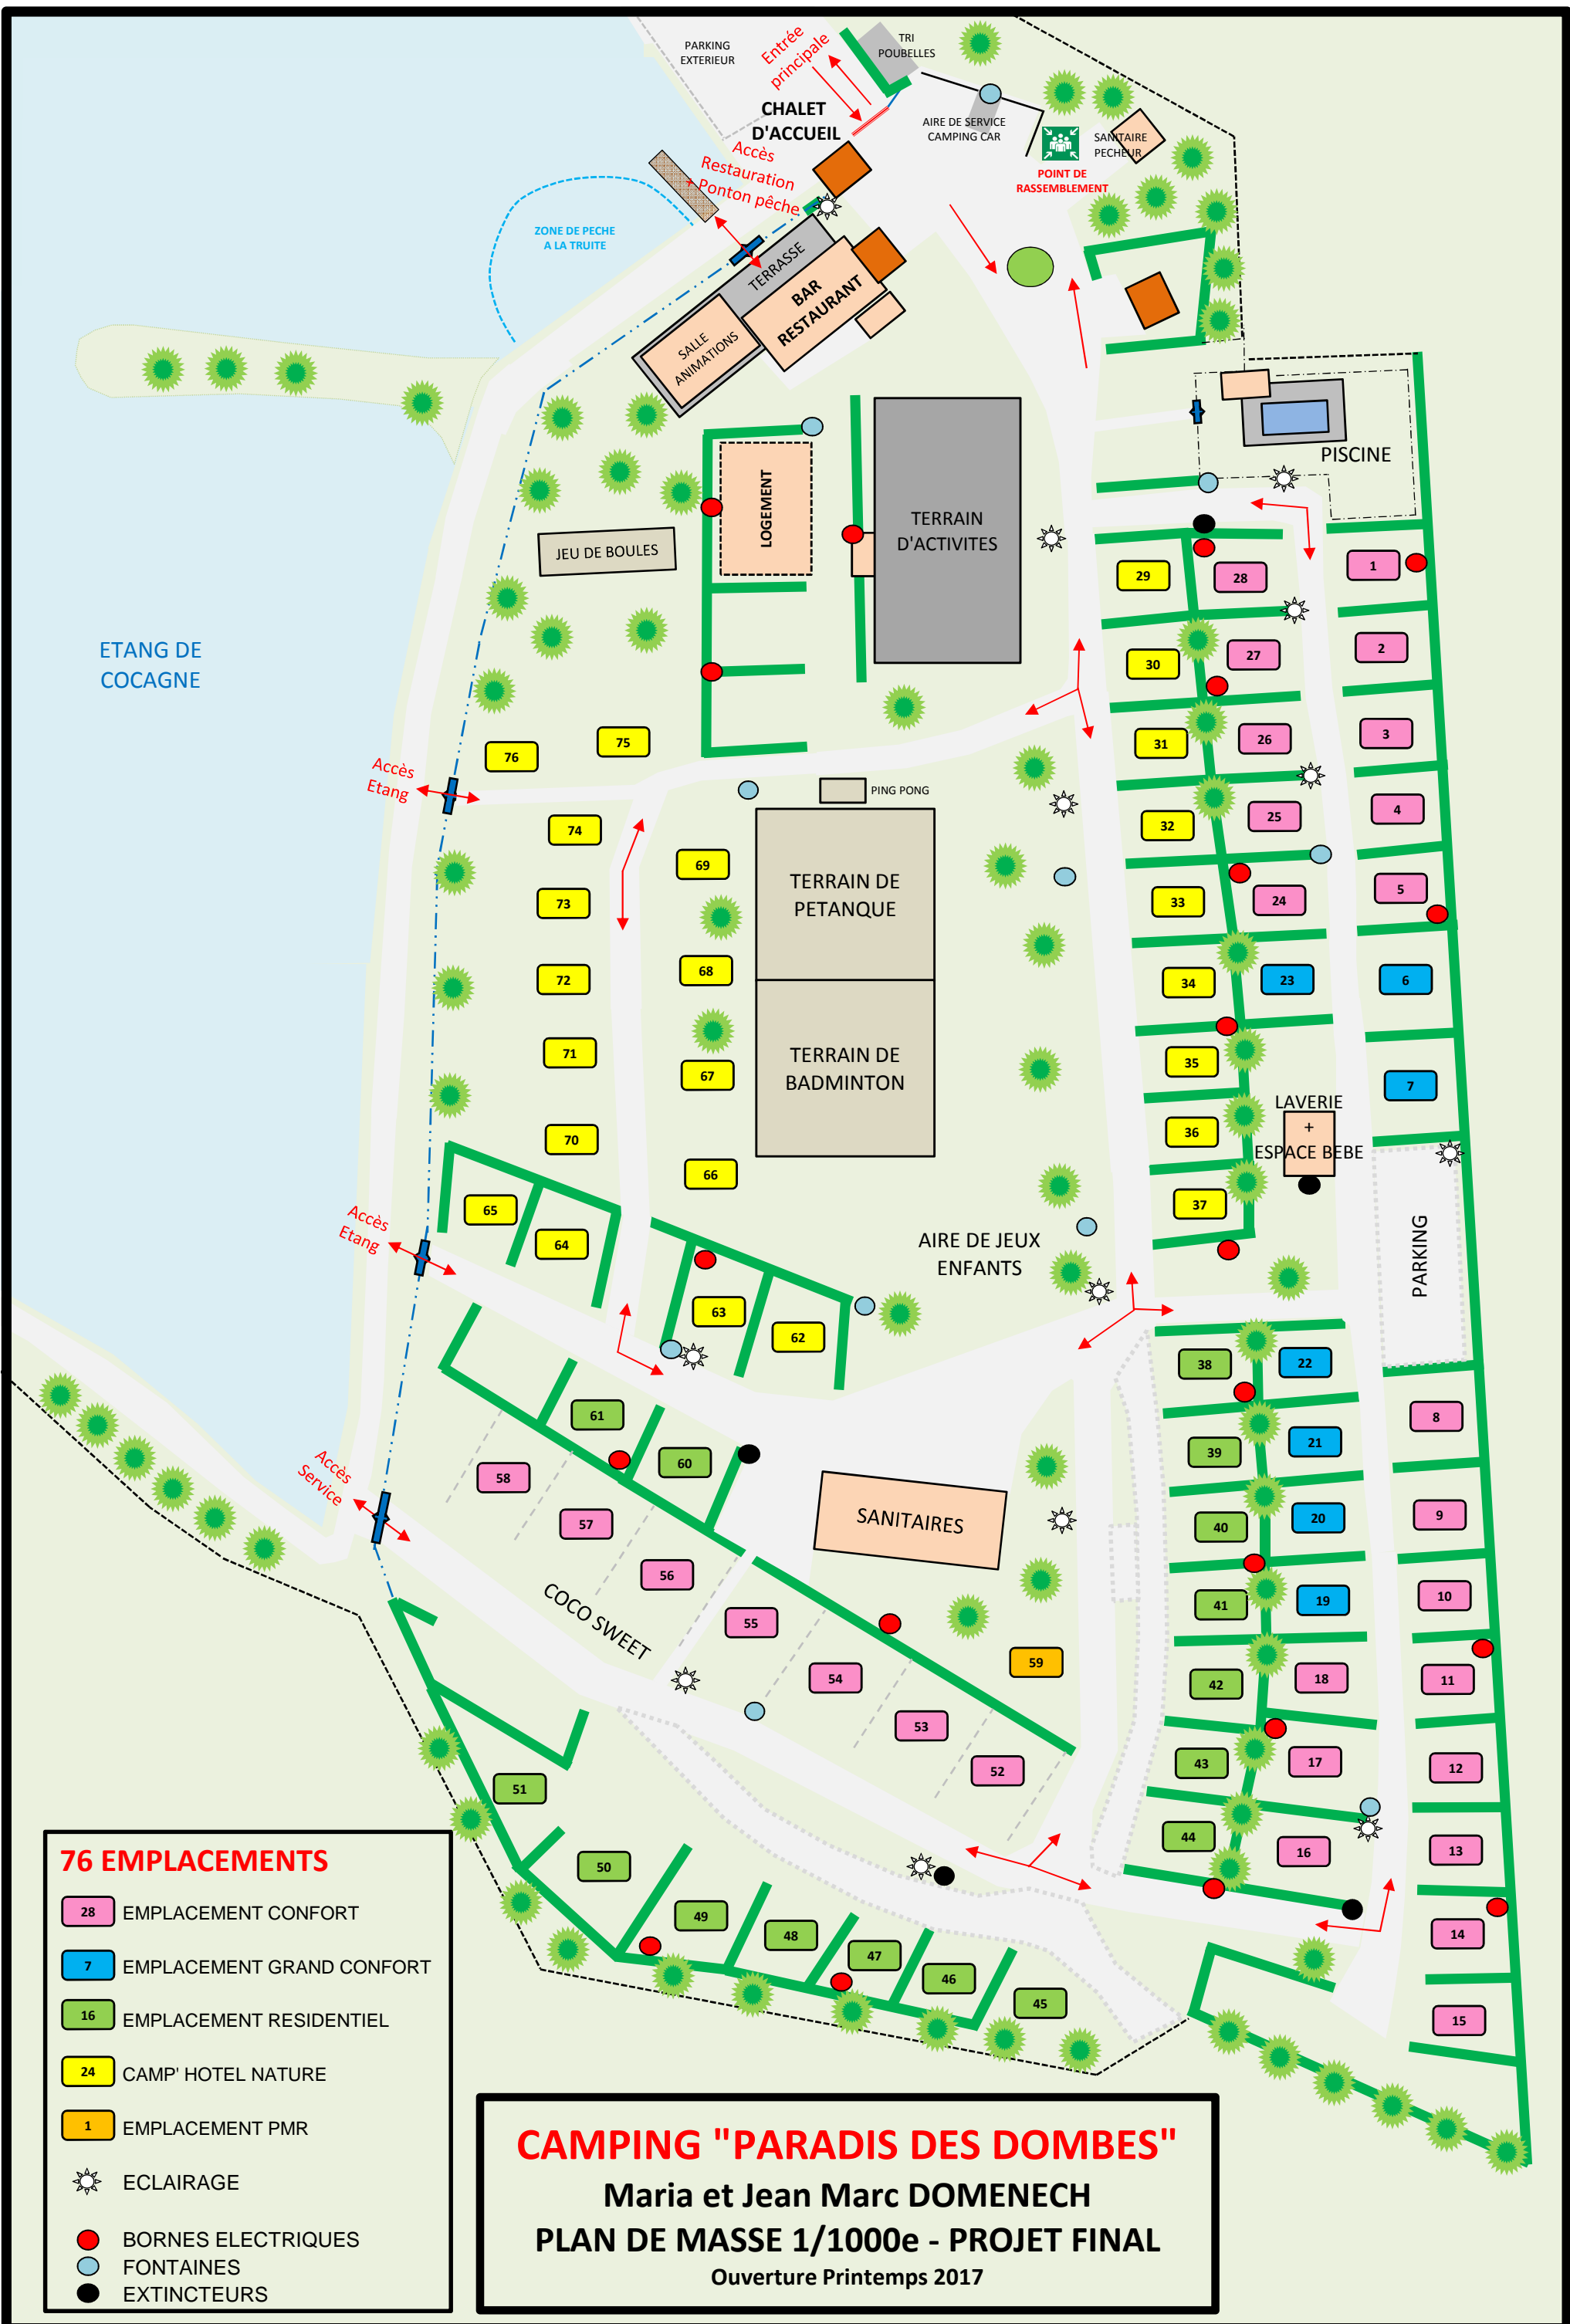 PARKING
EXTERIEUR
Entrée
principale
TRI
POUBELLES
CHALET
D'ACCUEIL
AIRE DE SERVICE
CAMPING CAR
SANITAIRE
PECHEUR
POINT DE
RASSEMBLEMENT
Accès
Restauration
+ Ponton pêche
ZONE DE PECHE
A LA TRUITE
TERRASSE
BAR
RESTAURANT
SALLE
ANIMATIONS
PISCINE
LOGEMENT
TERRAIN
D'ACTIVITES
JEU DE BOULES
ETANG DE
COCAGNE
29
28
1
30
27
2
31
26
3
32
25
4
33
24
5
34
23
6
35
7
36
37
LAVERIE
+
ESPACE BEBE
PARKING
76
75
Accès
Etang
PING PONG
74
69
73
68
72
71
67
70
66
TERRAIN DE
PETANQUE
TERRAIN DE
BADMINTON
65
64
Accès
Etang
63
62
AIRE DE JEUX
ENFANTS
38
22
8
39
21
9
40
20
10
41
19
11
42
18
12
43
17
13
44
16
14
15
61
60
58
57
56
55
54
53
52
59
SANITAIRES
Accès
Service
COCO SWEET
51
50
49
48
47
46
45
76 EMPLACEMENTS
28 EMPLACEMENT CONFORT
7 EMPLACEMENT GRAND CONFORT
16 EMPLACEMENT RESIDENTIEL
24 CAMP' HOTEL NATURE
1 EMPLACEMENT PMR
ECLAIRAGE
BORNES ELECTRIQUES
FONTAINES
EXTINCTEURS
CAMPING "PARADIS DES DOMBES"
Maria et Jean Marc DOMENECH
PLAN DE MASSE 1/1000e - PROJET FINAL
Ouverture Printemps 2017